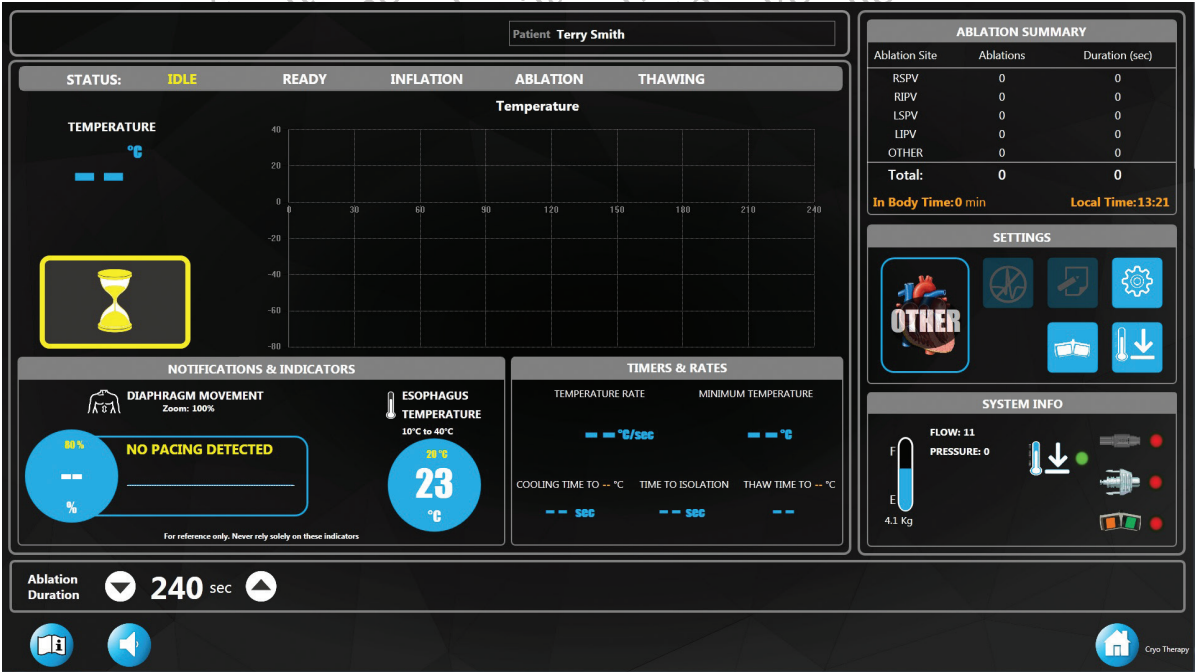 Patient Terry Smith
STATUS: IDLE READY INFLATION ABLATION THAWING
Temperature
TEMPERATURE
°C
-- --
40
20
0
-20
-40
-60
-80
0 30 60 90 120 150 180 210 240
NOTIFICATIONS & INDICATORS
DIAPHRAGM MOVEMENT
Zoom: 100%
80 %
--
%
NO PACING DETECTED
ESOPHAGUS
TEMPERATURE
10°C to 40°C
20 °C
23
°C
For reference only. Never rely solely on these indicators
TIMERS & RATES
TEMPERATURE RATE MINIMUM TEMPERATURE
-- -- °C/sec -- -- °C
COOLING TIME TO -- °C TIME TO ISOLATION THAW TIME TO -- °C
-- -- sec -- -- sec -- --
ABLATION SUMMARY
Ablation Site Ablations Duration (sec)
RSPV 0 0
RIPV 0 0
LSPV 0 0
LIPV 0 0
OTHER 0 0
Total: 0 0
In Body Time:0 min Local Time:13:21
SETTINGS
OTHER
SYSTEM INFO
FLOW: 11
PRESSURE: 0
F
E
4.1 Kg
Ablation
Duration
240 sec
Cryo Therapy